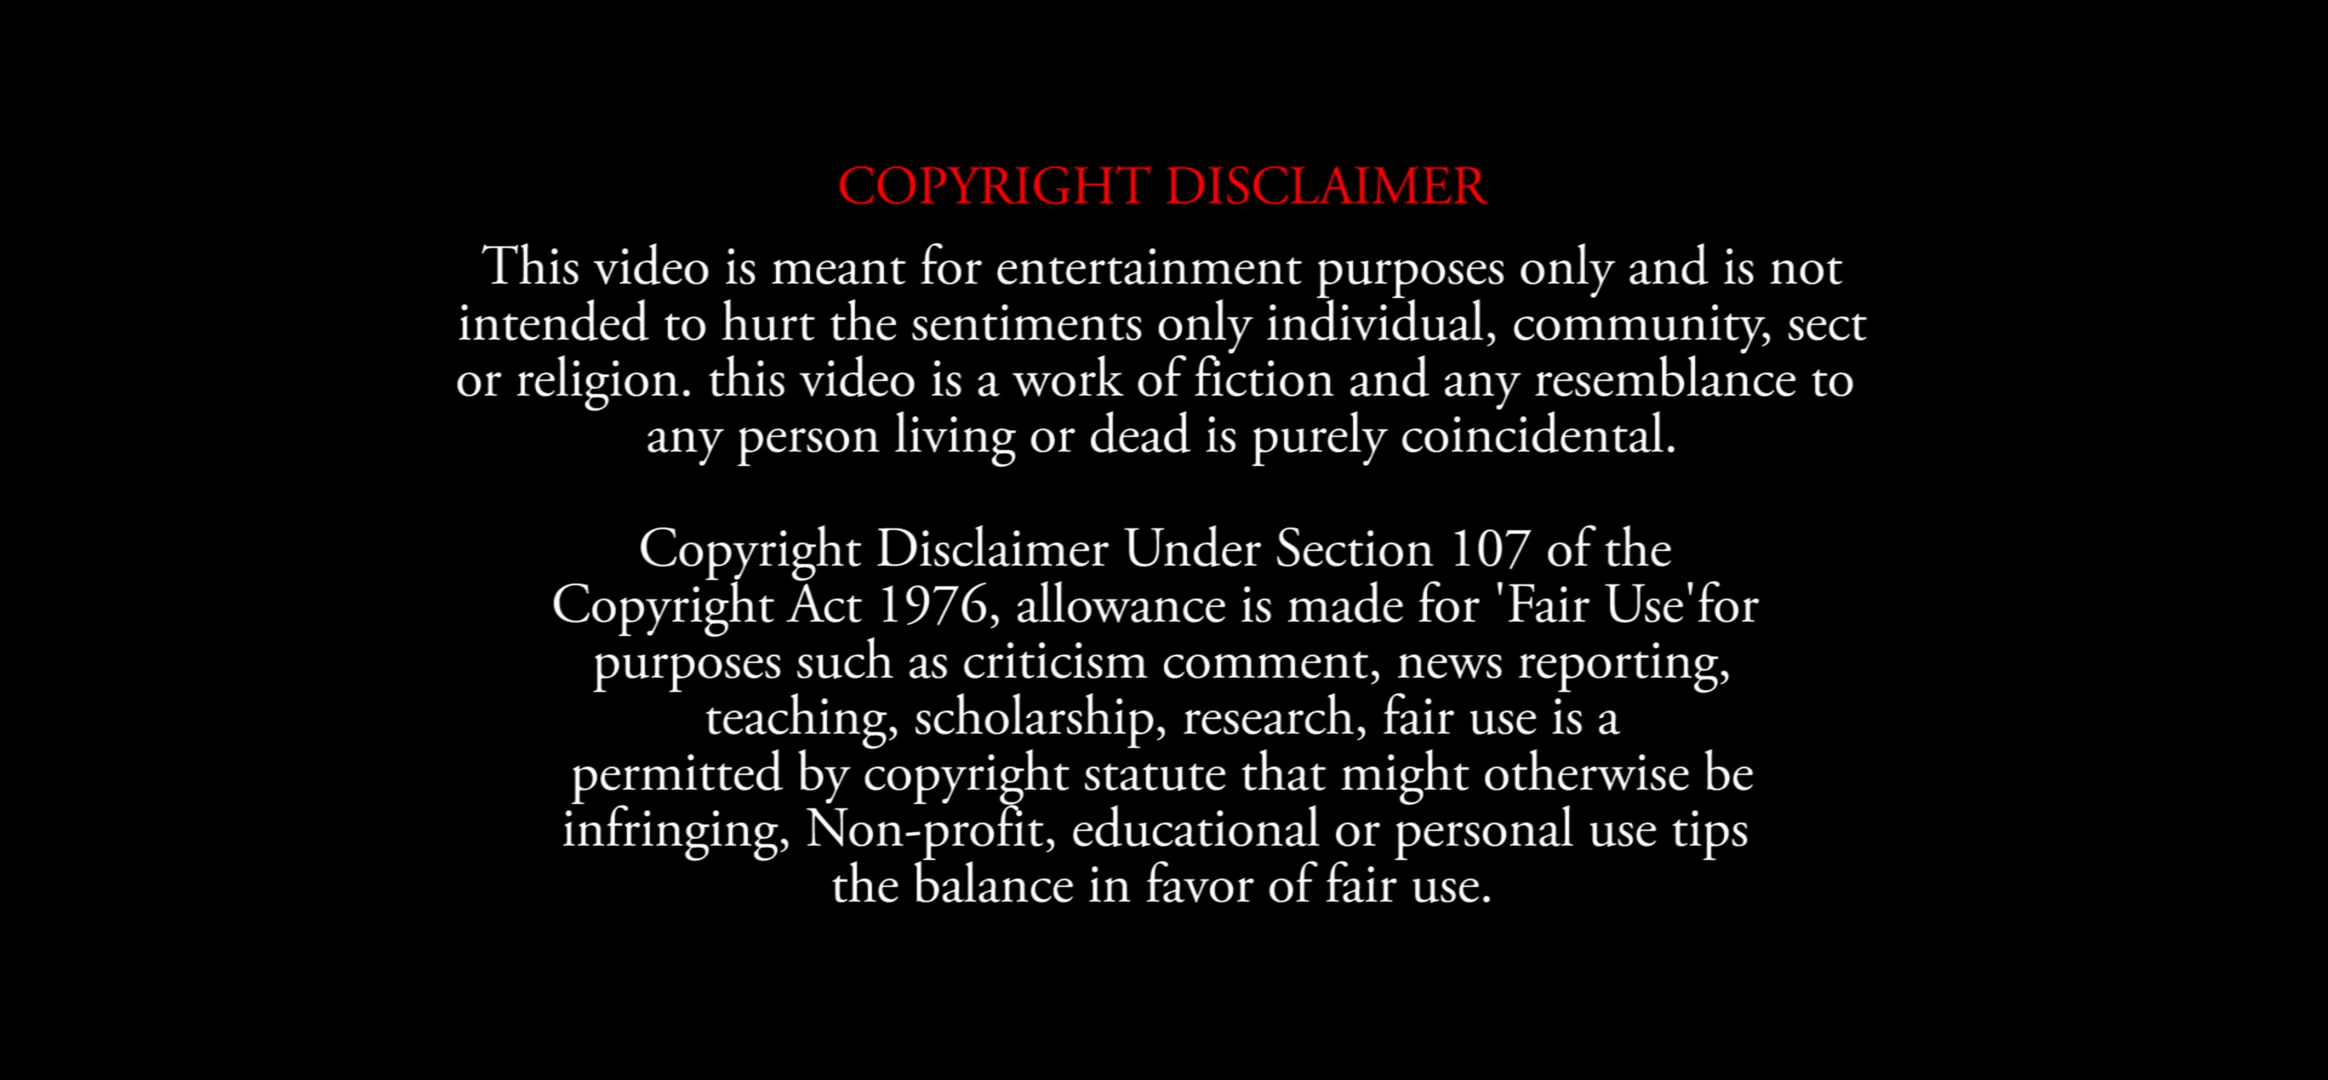 COPYRIGHT DISCLAIMER
This video is meant for entertainment purposes only and is not
intended to hurt the sentiments only individual, community, sect
or religion. this video is a work of fiction and any resemblance to
any person living or dead is purely coincidental.
Copyright Disclaimer Under Section 107 of the
Copyright Act 1976, allowance is made for 'Fair Use'for
purposes such as criticism comment, news reporting,
teaching, scholarship, research, fair use is a
permitted by copyright statute that might otherwise be
infringing, Non-profit, educational or personal use tips
the balance in favor of fair use.